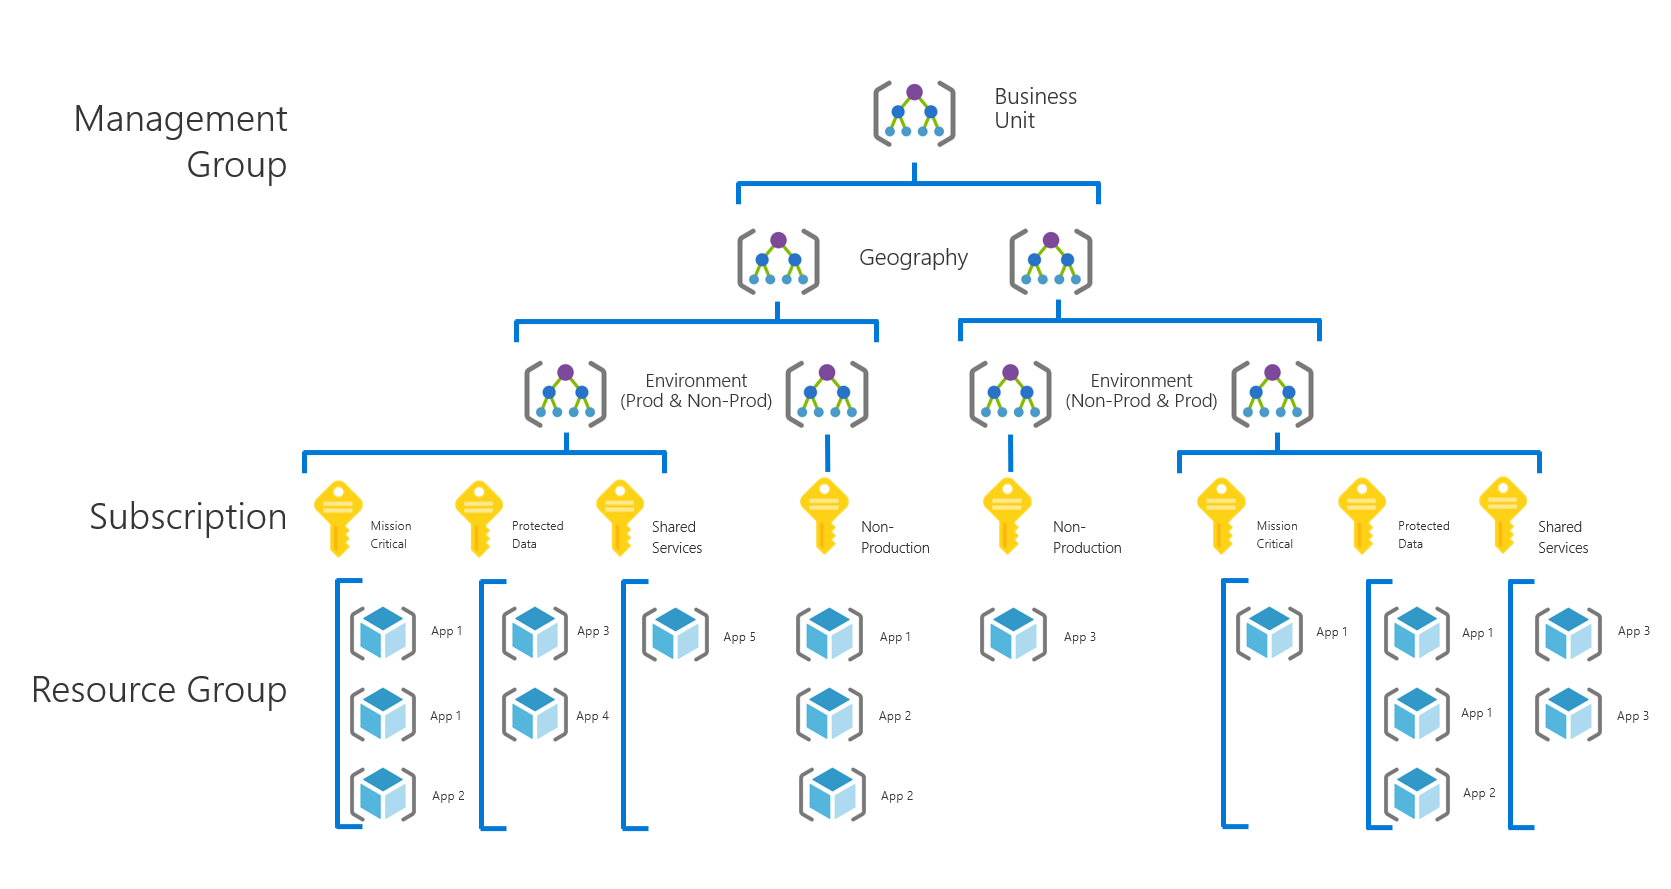 Management
Group
Business
Unit
Geography
Environment
(Prod & Non-Prod)
Environment
(Non-Prod & Prod)
Subscription
Mission
Critical
Protected
Data
Shared
Services
Non-
Production
Non-
Production
Mission
Critical
Protected
Data
Shared
Services
Resource Group
App 1
App 3
App 5
App 1
App 3
App 1
App 1
App 3
App 1
App 4
App 2
App 1
App 3
App 2
App 2
App 2